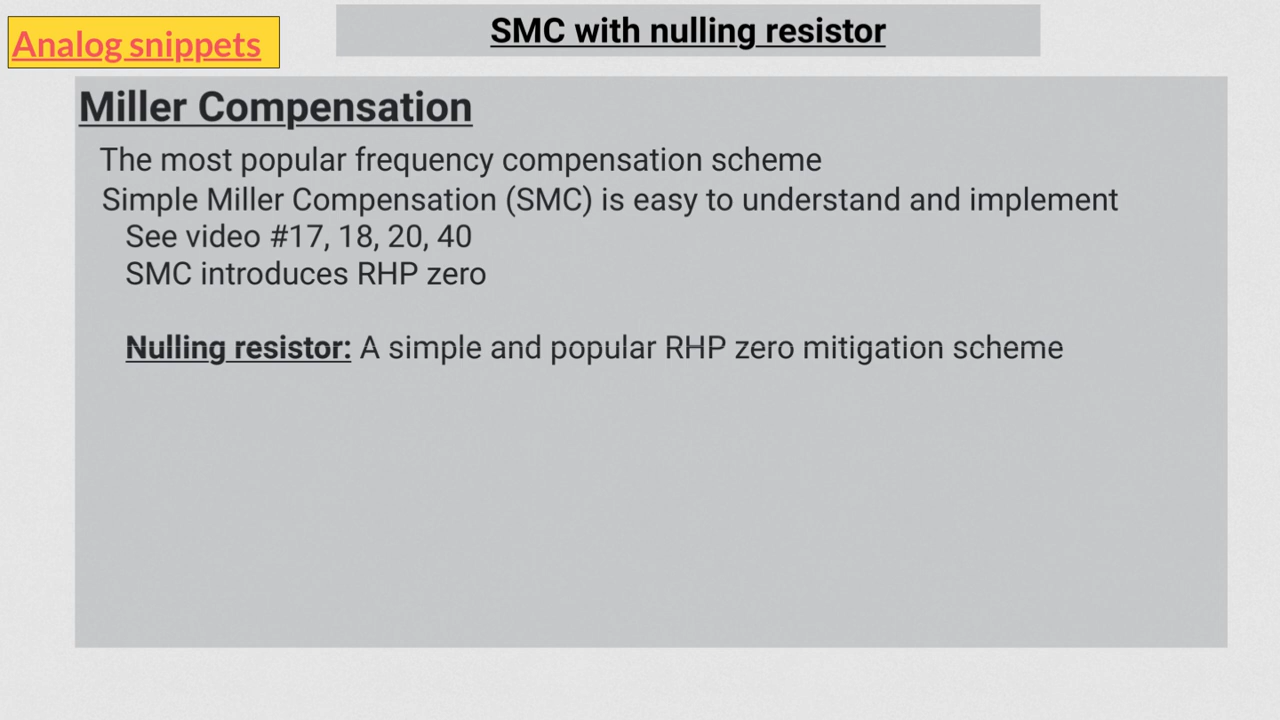 Analog snippets
SMC with nulling resistor
Miller Compensation
The most popular frequency compensation scheme
Simple Miller Compensation (SMC) is easy to understand and implement
See video #17, 18, 20, 40
SMC introduces RHP zero
Nulling resistor: A simple and popular RHP zero mitigation scheme